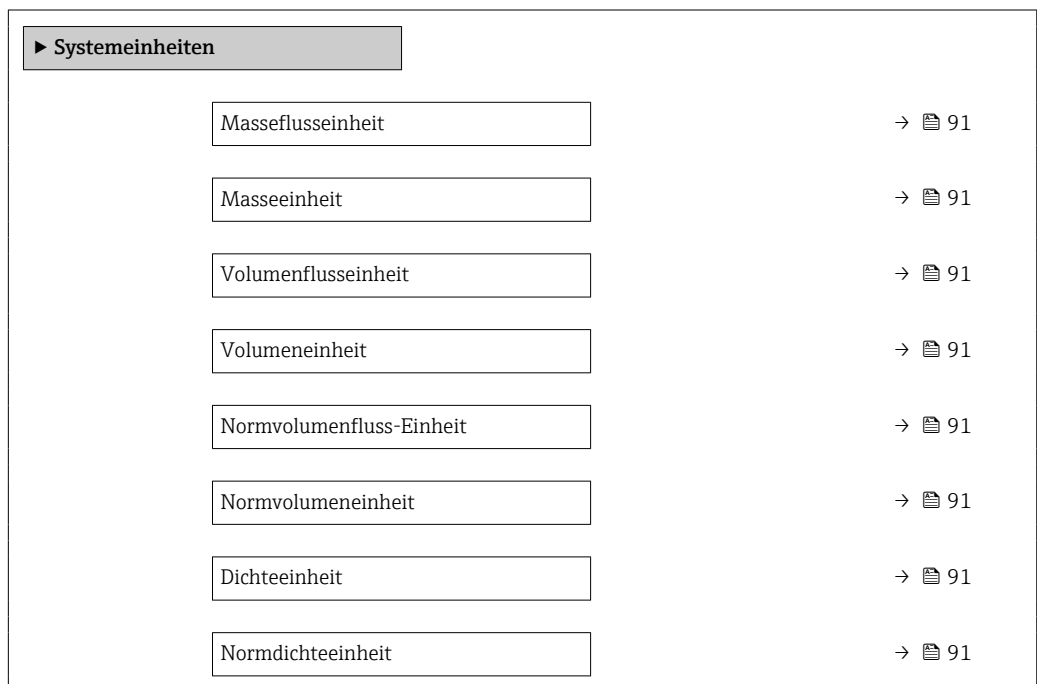 ▶ Systemeinheiten
Masseflusseinheit → 91
Masseeinheit → 91
Volumenflusseinheit → 91
Volumeneinheit → 91
Normvolumenfluss-Einheit → 91
Normvolumeneinheit → 91
Dichteeinheit → 91
Normdichteeinheit → 91